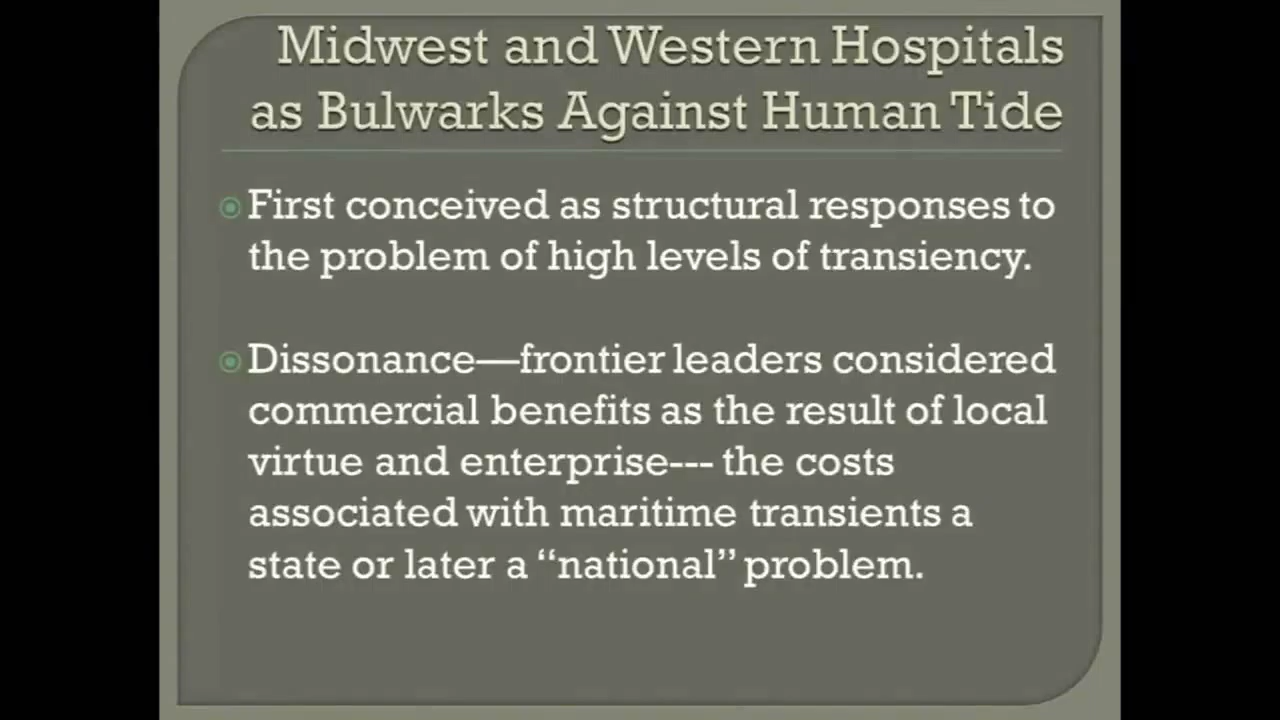 Midwest and Western Hospitals
as Bulwarks Against Human Tide
First conceived as structural responses to
the problem of high levels of transiency.
Dissonance—frontier leaders considered
commercial benefits as the result of local
virtue and enterprise--- the costs
associated with maritime transients a
state or later a “national” problem.